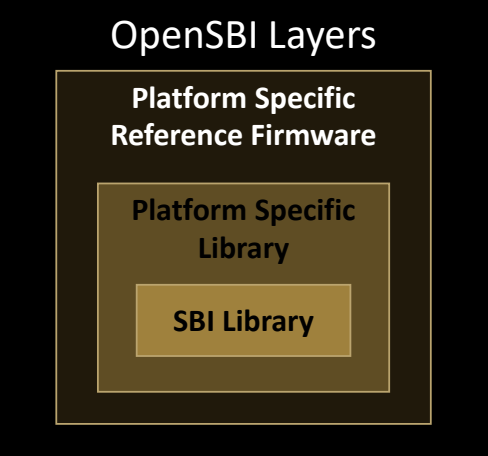 OpenSBI Layers
Platform Specific
Reference Firmware
Platform Specific
Library
SBI Library